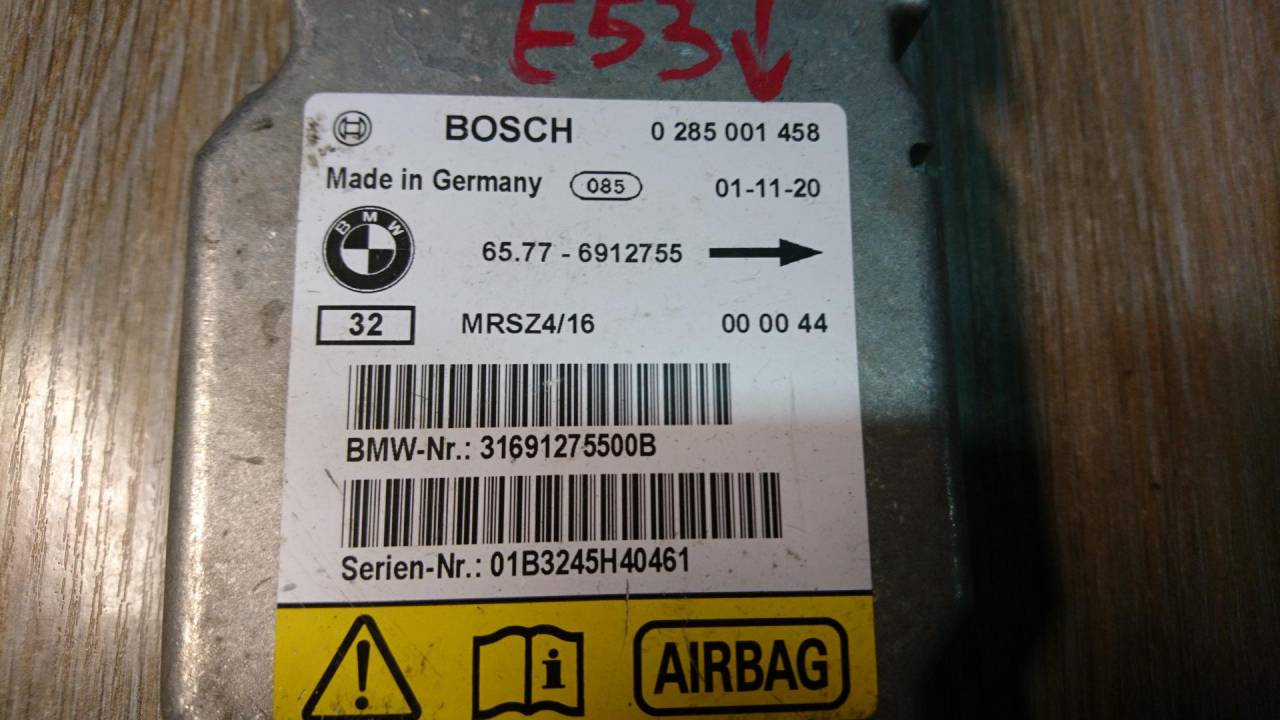 E53↓
BOSCH 0 285 001 458
Made in Germany 085 01-11-20
BMW 65.77 - 6912755
32 MRSZ4/16 00 00 44
BMW-Nr.: 31691275500B
Serien-Nr.: 01B3245H40461
i AIRBAG